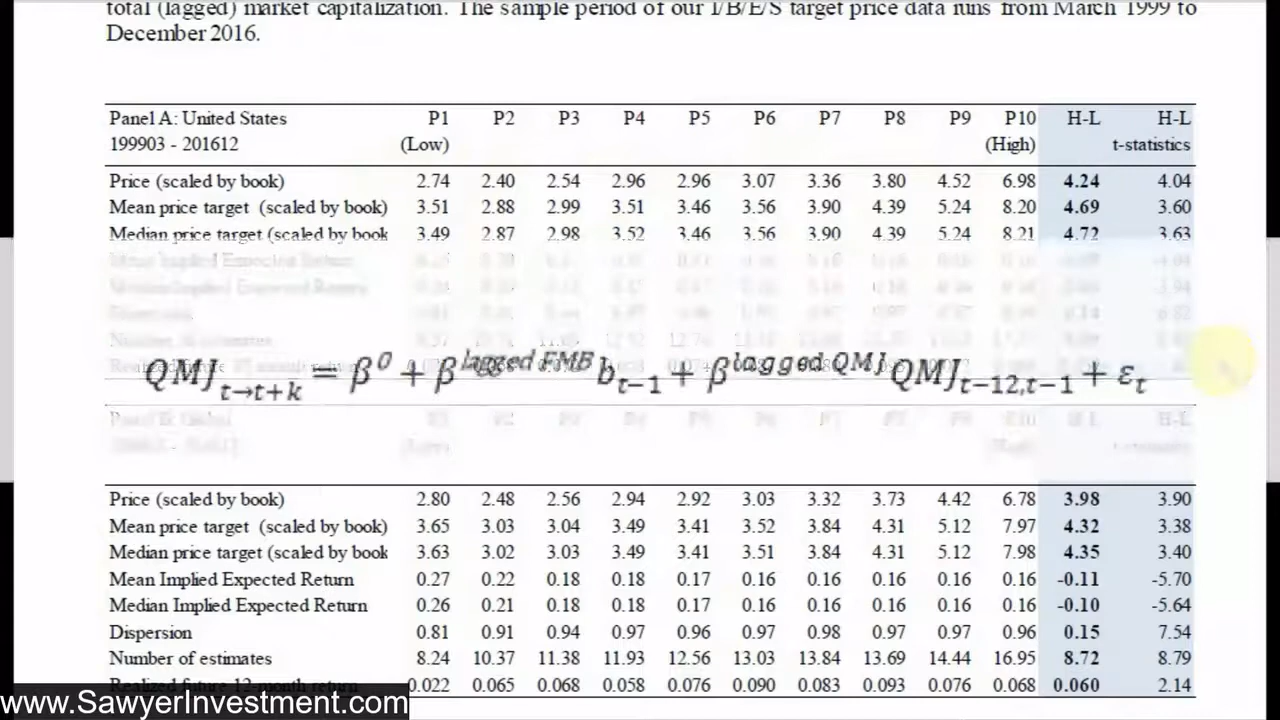 total (lagged) market capitalization. The sample period of our I/B/E/S target price data runs from March 1999 to
December 2016.
Panel A: United States P1 P2 P3 P4 P5 P6 P7 P8 P9 P10 H-L H-L
199903 - 201612 (Low) (High) t-statistics
Price (scaled by book) 2.74 2.40 2.54 2.96 2.96 3.07 3.36 3.80 4.52 6.98 4.24 4.04
Mean price target (scaled by book) 3.51 2.88 2.99 3.51 3.46 3.56 3.90 4.39 5.24 8.20 4.69 3.60
Median price target (scaled by book 3.49 2.87 2.98 3.52 3.46 3.56 3.90 4.39 5.24 8.21 4.72 3.63
Mean Implied Expected Return
Median Implied Expected Return
QMJ_{t→t+k} = β^0 + β^{lagged FMB} b_{t−1} + β^{lagged QMJ} QMJ_{t−12,t−1} + ε_t
Panel B: Global
Price (scaled by book) 2.80 2.48 2.56 2.94 2.92 3.03 3.32 3.73 4.42 6.78 3.98 3.90
Mean price target (scaled by book) 3.65 3.03 3.04 3.49 3.41 3.52 3.84 4.31 5.12 7.97 4.32 3.38
Median price target (scaled by book 3.63 3.02 3.03 3.49 3.41 3.51 3.84 4.31 5.12 7.98 4.35 3.40
Mean Implied Expected Return 0.27 0.22 0.18 0.18 0.17 0.16 0.16 0.16 0.16 0.16 -0.11 -5.70
Median Implied Expected Return 0.26 0.21 0.18 0.18 0.17 0.16 0.16 0.16 0.16 0.16 -0.10 -5.64
Dispersion 0.81 0.91 0.94 0.97 0.96 0.97 0.98 0.97 0.97 0.96 0.15 7.54
Number of estimates 8.24 10.37 11.38 11.93 12.56 13.03 13.84 13.69 14.44 16.95 8.72 8.79
Realized future 12-month return 0.022 0.065 0.068 0.058 0.076 0.090 0.083 0.093 0.076 0.068 0.060 2.14
www.SawyerInvestment.com